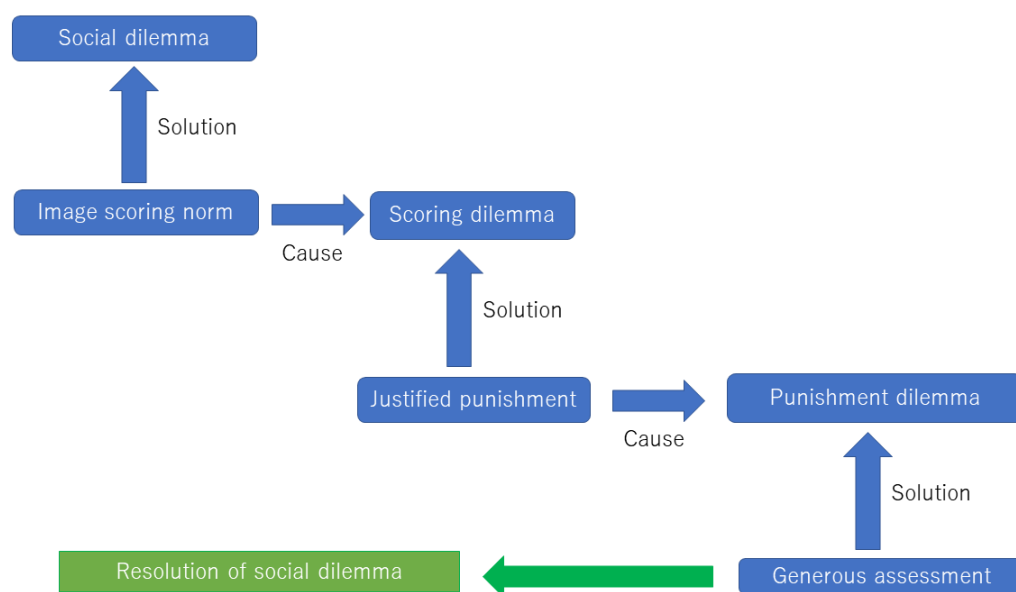 Social dilemma
Solution
Image scoring norm
Cause
Scoring dilemma
Solution
Justified punishment
Cause
Punishment dilemma
Solution
Generous assessment
Resolution of social dilemma